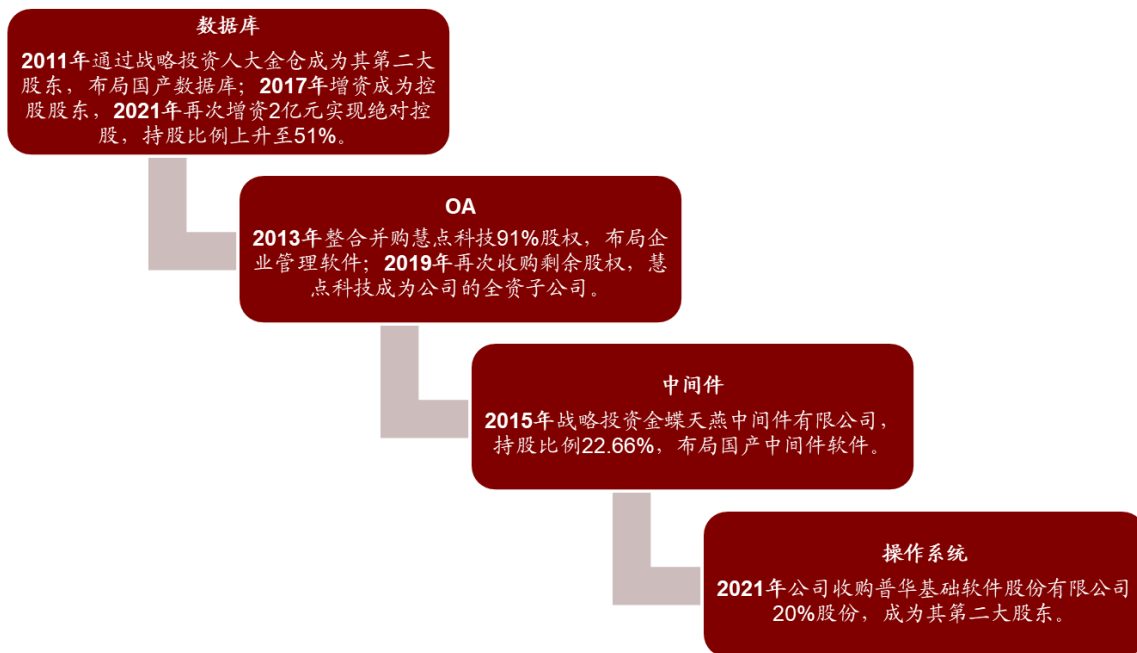 数据库
2011年通过战略投资人大金仓成为其第二大
股东，布局国产数据库；2017年增资成为控
股股东，2021年再次增资2亿元实现绝对控
股，持股比例上升至51%。
OA
2013年整合并购慧点科技91%股权，布局企
业管理软件；2019年再次收购剩余股权，慧
点科技成为公司的全资子公司。
中间件
2015年战略投资金蝶天燕中间件有限公司，
持股比例22.66%，布局国产中间件软件。
操作系统
2021年公司收购普华基础软件股份有限公司
20%股份，成为其第二大股东。